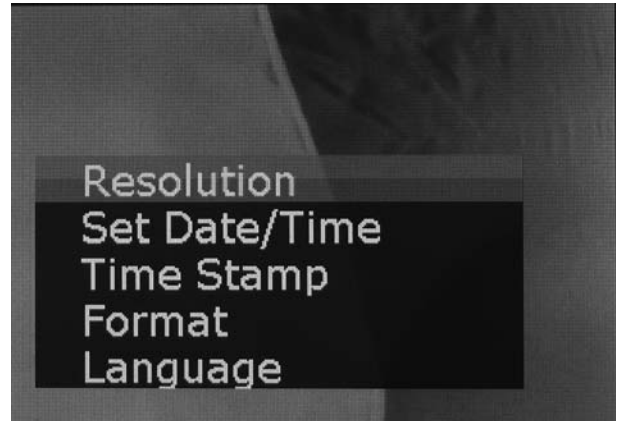 Resolution
Set Date/Time
Time Stamp
Format
Language